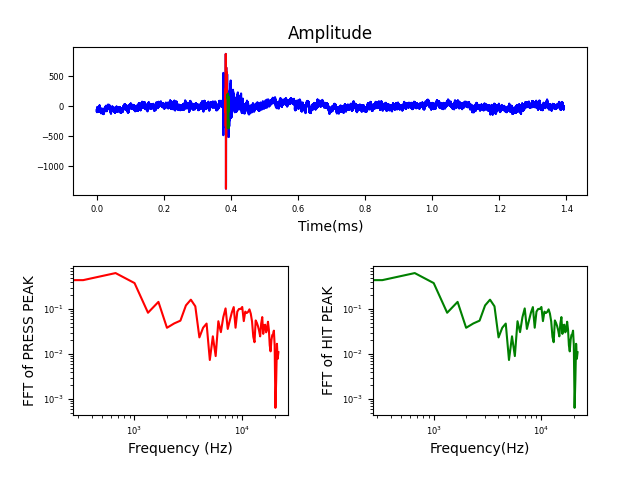 Amplitude
500
0
−500
−1000
0.0 0.2 0.4 0.6 0.8 1.0 1.2 1.4
Time(ms)
FFT of PRESS PEAK
10⁻¹
10⁻²
10⁻³
10³ 10⁴
Frequency (Hz)
FFT of HIT PEAK
10⁻¹
10⁻²
10⁻³
10³ 10⁴
Frequency(Hz)